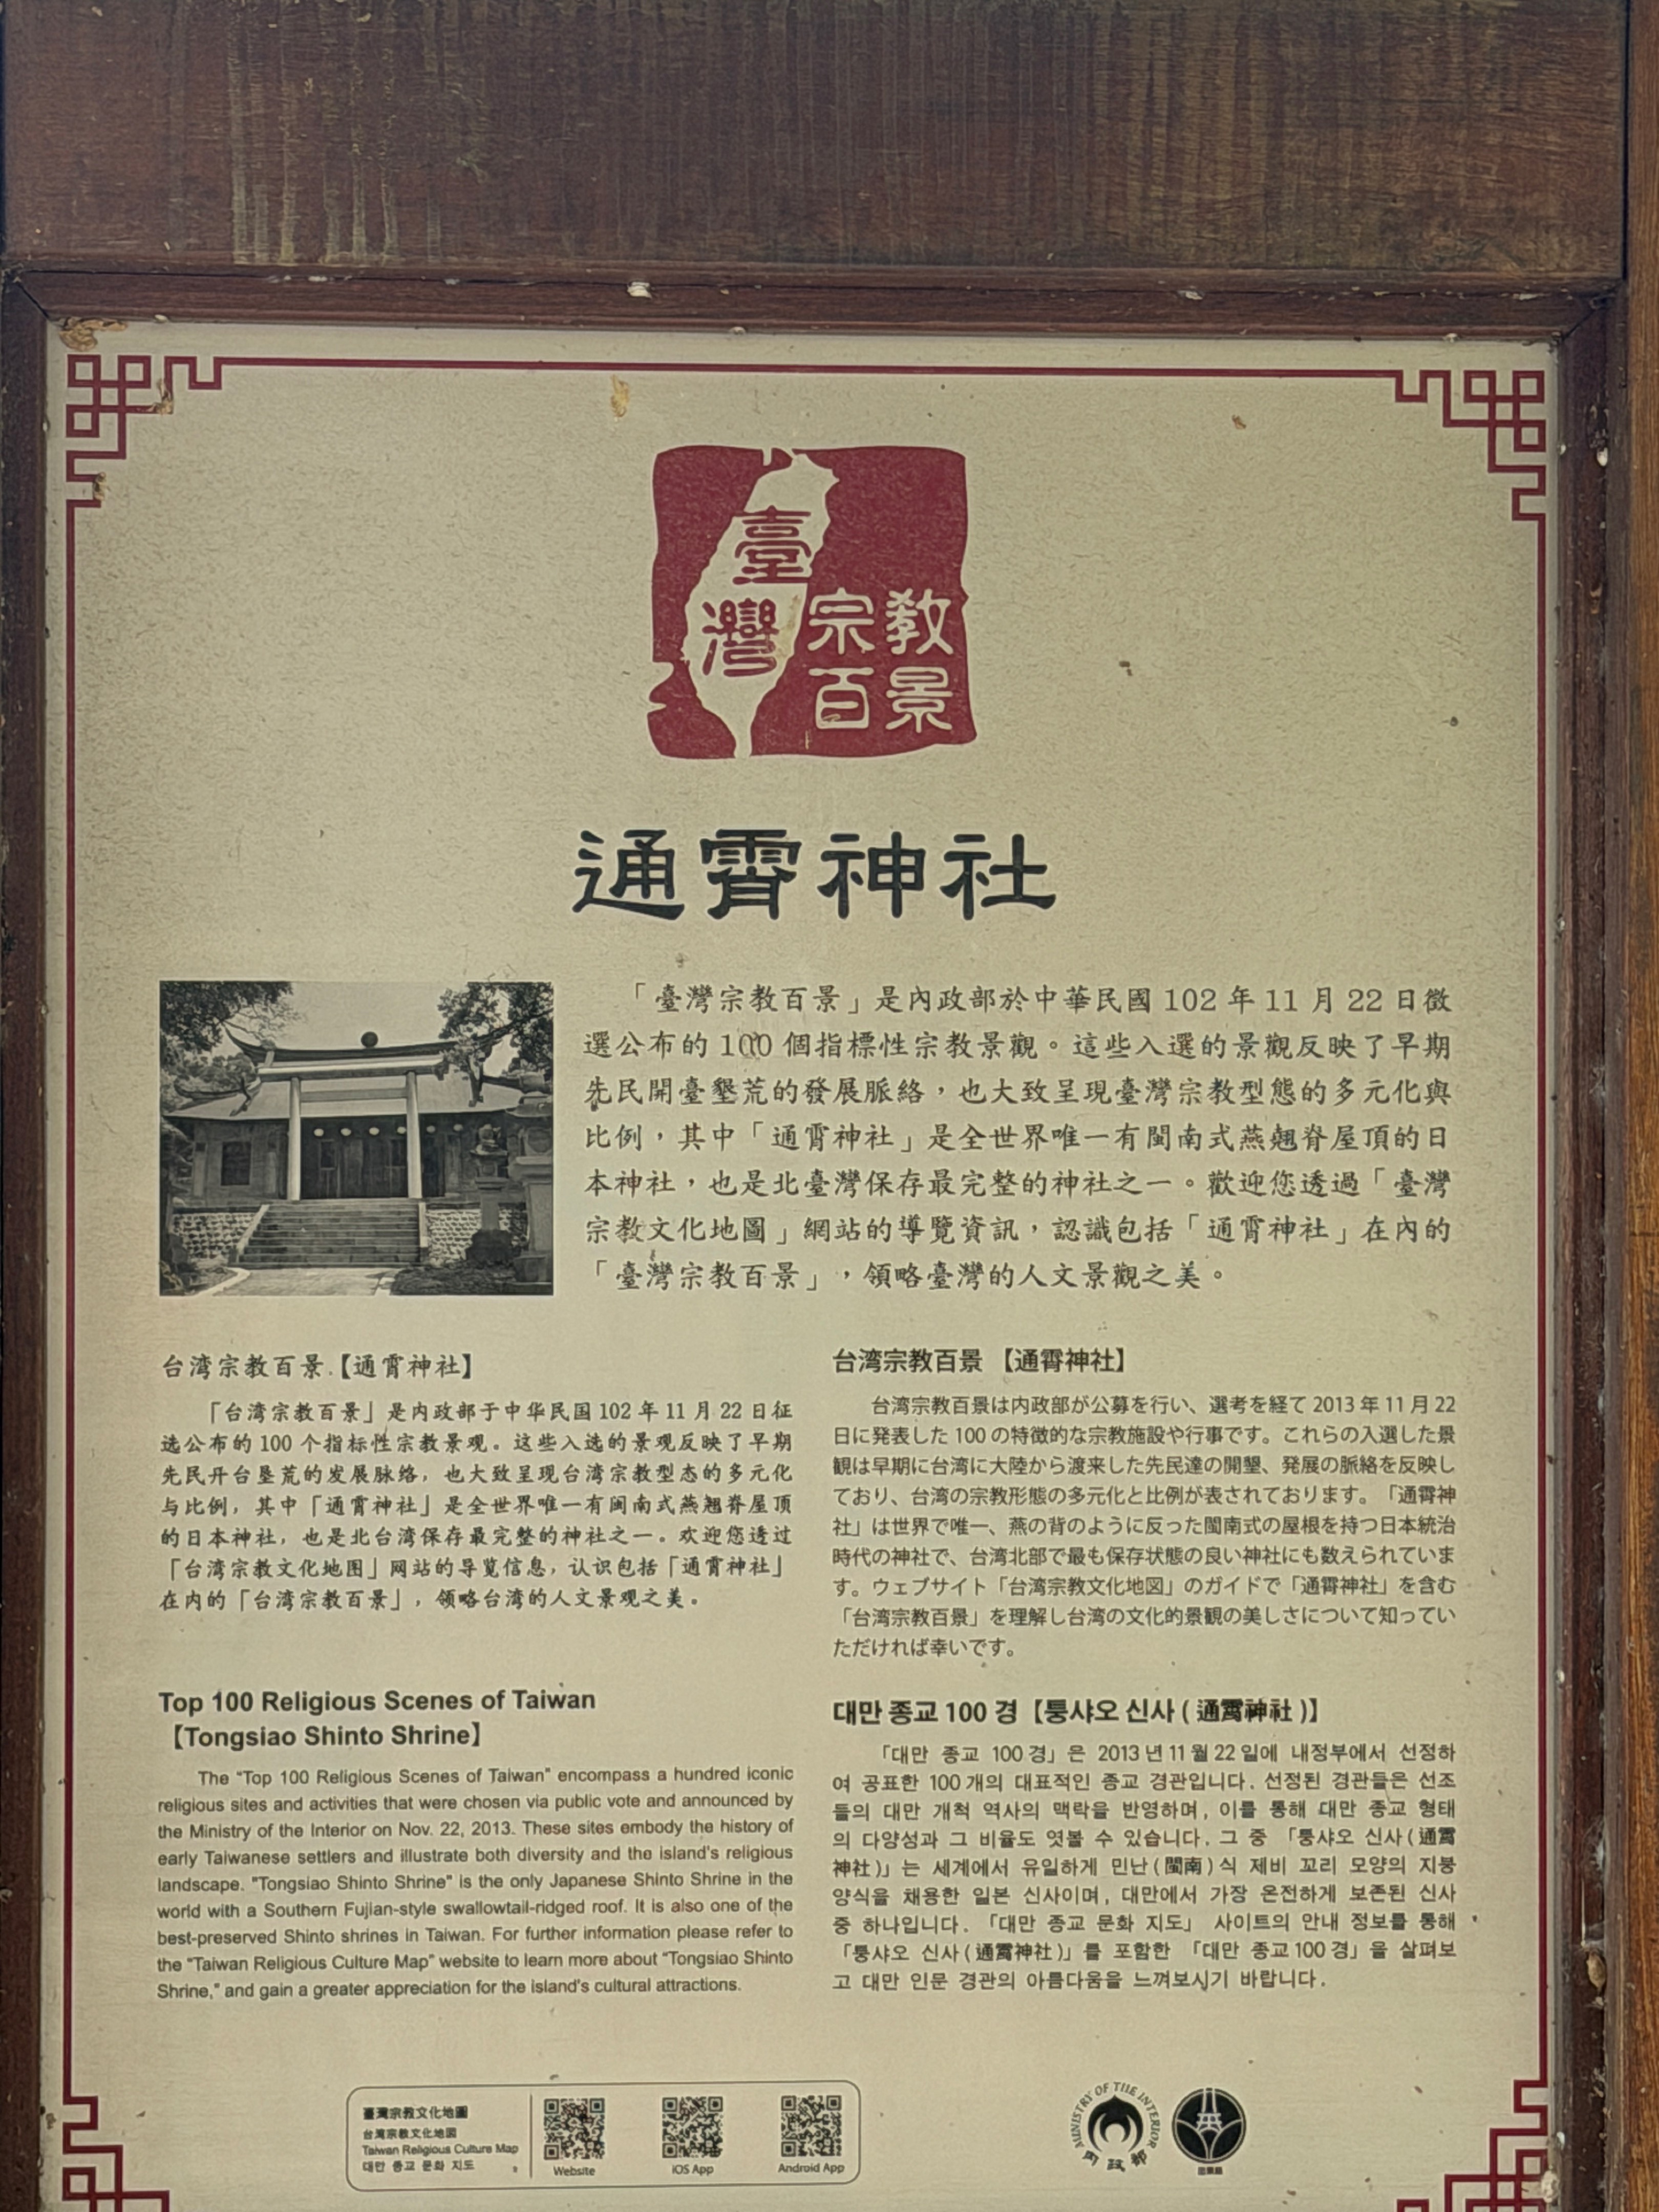 臺灣
宗教
百景
通霄神社
「臺灣宗教百景」是內政部於中華民國 102 年 11 月 22 日徵
選公布的 100 個指標性宗教景觀。這些入選的景觀反映了早期
先民開臺墾荒的發展脈絡，也大致呈現臺灣宗教型態的多元化與
比例，其中「通霄神社」是全世界唯一有閩南式燕翹脊屋頂的日
本神社，也是北臺灣保存最完整的神社之一。歡迎您透過「臺灣
宗教文化地圖」網站的導覽資訊，認識包括「通霄神社」在內的
「臺灣宗教百景」，領略臺灣的人文景觀之美。
台湾宗教百景【通霄神社】
「台湾宗教百景」是内政部于中华民国 102 年 11 月 22 日征
选公布的 100 个指标性宗教景观。这些入选的景观反映了早期
先民开台垦荒的发展脉络，也大致呈现台湾宗教型态的多元化
与比例，其中「通霄神社」是全世界唯一有闽南式燕翘脊屋顶
的日本神社，也是北台湾保存最完整的神社之一。欢迎您透过
「台湾宗教文化地图」网站的导览信息，认识包括「通霄神社」
在内的「台湾宗教百景」，领略台湾的人文景观之美。
台湾宗教百景 【通霄神社】
台湾宗教百景は内政部が公募を行い、選考を経て 2013 年 11 月 22
日に発表した 100 の特徴的な宗教施設や行事です。これらの入選した景
観は早期に台湾に大陸から渡来した先民達の開墾、発展の脈絡を反映し
ており、台湾の宗教形態の多元化と比例が表されております。「通霄神
社」は世界で唯一、燕の背のように反った閩南式の屋根を持つ日本統治
時代の神社で、台湾北部で最も保存状態の良い神社にも数えられていま
す。ウェブサイト「台湾宗教文化地図」のガイドで「通霄神社」を含む
「台湾宗教百景」を理解し台湾の文化的景観の美しさについて知ってい
ただければ幸いです。
Top 100 Religious Scenes of Taiwan
【Tongsiao Shinto Shrine】
The “Top 100 Religious Scenes of Taiwan” encompass a hundred iconic
religious sites and activities that were chosen via public vote and announced by
the Ministry of the Interior on Nov. 22, 2013. These sites embody the history of
early Taiwanese settlers and illustrate both diversity and the island's religious
landscape. "Tongsiao Shinto Shrine" is the only Japanese Shinto Shrine in the
world with a Southern Fujian-style swallowtail-ridged roof. It is also one of the
best-preserved Shinto shrines in Taiwan. For further information please refer to
the “Taiwan Religious Culture Map” website to learn more about “Tongsiao Shinto
Shrine,” and gain a greater appreciation for the island's cultural attractions.
대만 종교 100 경【퉁샤오 신사 ( 通霄神社 )】
「대만 종교 100 경」은 2013 년 11 월 22 일에 내정부에서 선정하
여 공표한 100 개의 대표적인 종교 경관입니다. 선정된 경관들은 선조
들의 대만 개척 역사의 맥락을 반영하며, 이를 통해 대만 종교 형태
의 다양성과 그 비율도 엿볼 수 있습니다. 그 중 「퉁샤오 신사 ( 通霄
神社 )」는 세계에서 유일하게 민난 ( 閩南 ) 식 제비 꼬리 모양의 지붕
양식을 채용한 일본 신사이며, 대만에서 가장 온전하게 보존된 신사
중 하나입니다. 「대만 종교 문화 지도」 사이트의 안내 정보를 통해
「퉁샤오 신사 ( 通霄神社 )」를 포함한 「대만 종교 100 경」을 살펴보
고 대만 인문 경관의 아름다움을 느껴보시기 바랍니다.
臺灣宗教文化地圖
台湾宗教文化地図
Taiwan Religious Culture Map
대만 종교 문화 지도
Website
iOS App
Android App
MINISTRY OF THE INTERIOR
內政部